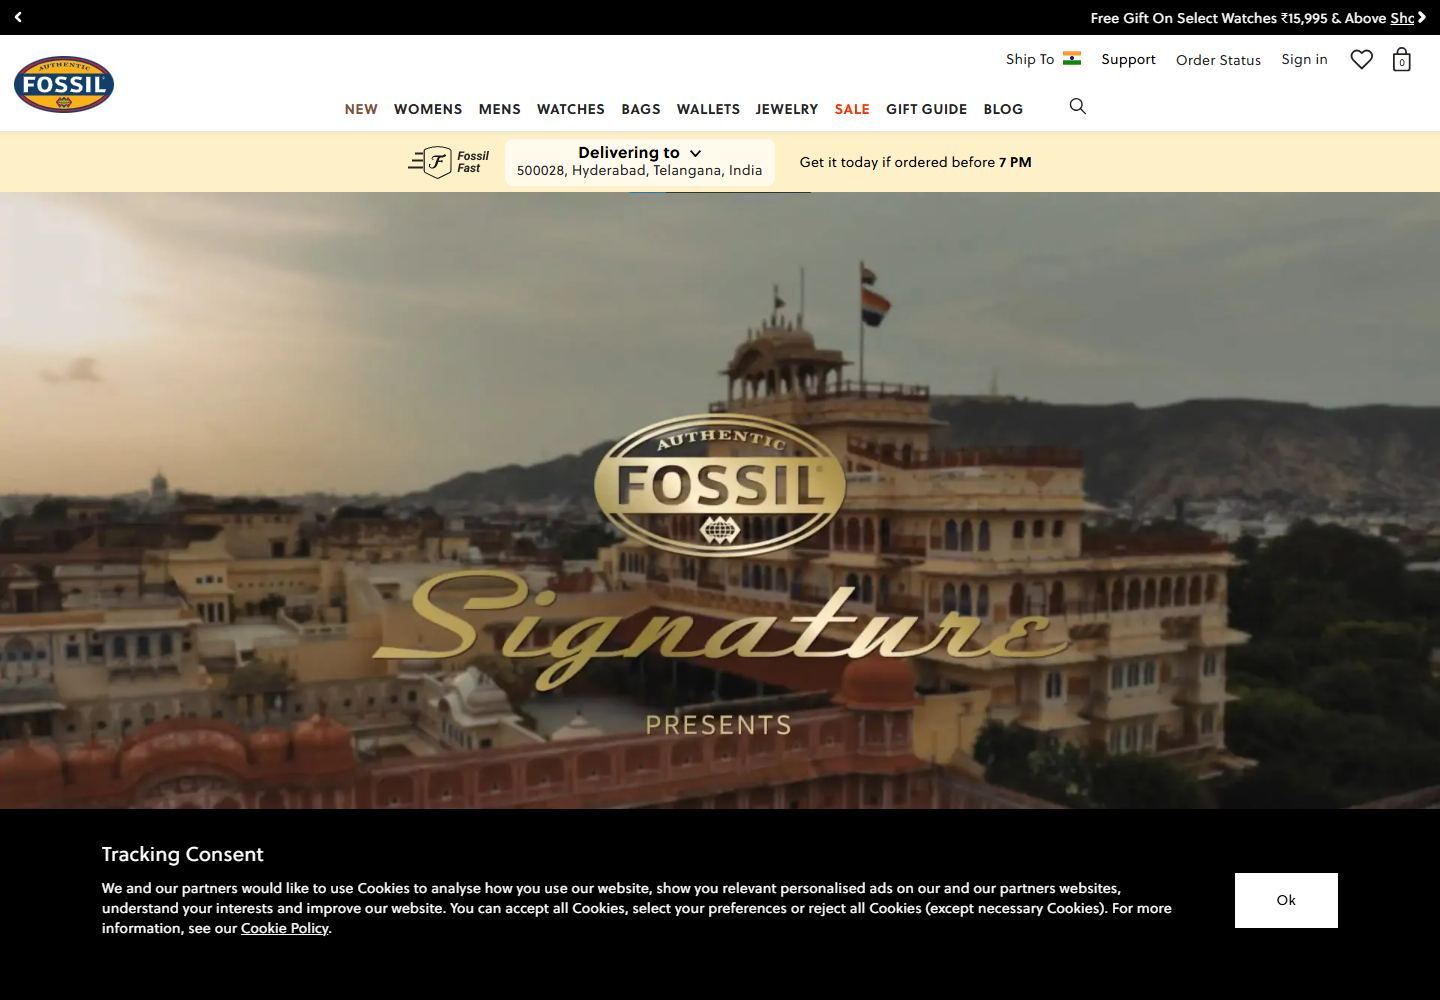 Free Gift On Select Watches ₹15,995 & Above
AUTHENTIC
FOSSIL
Ship To
Support
Order Status
Sign in
0
NEW
WOMENS
MENS
WATCHES
BAGS
WALLETS
JEWELRY
SALE
GIFT GUIDE
BLOG
Fossil
Fast
Delivering to
500028, Hyderabad, Telangana, India
Get it today if ordered before 7 PM
AUTHENTIC
FOSSIL
Signature
PRESENTS
Tracking Consent
We and our partners would like to use Cookies to analyse how you use our website, show you relevant personalised ads on our and our partners websites,
understand your interests and improve our website. You can accept all Cookies, select your preferences or reject all Cookies (except necessary Cookies). For more
information, see our Cookie Policy.
Ok